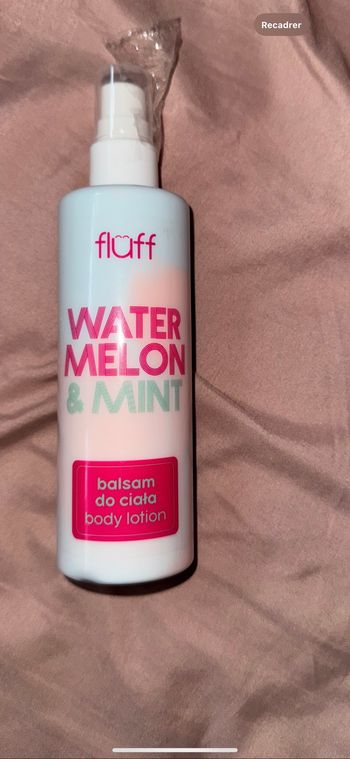 Recadrer
fluff
WATER
MELON
& MINT
balsam
do ciała
body lotion